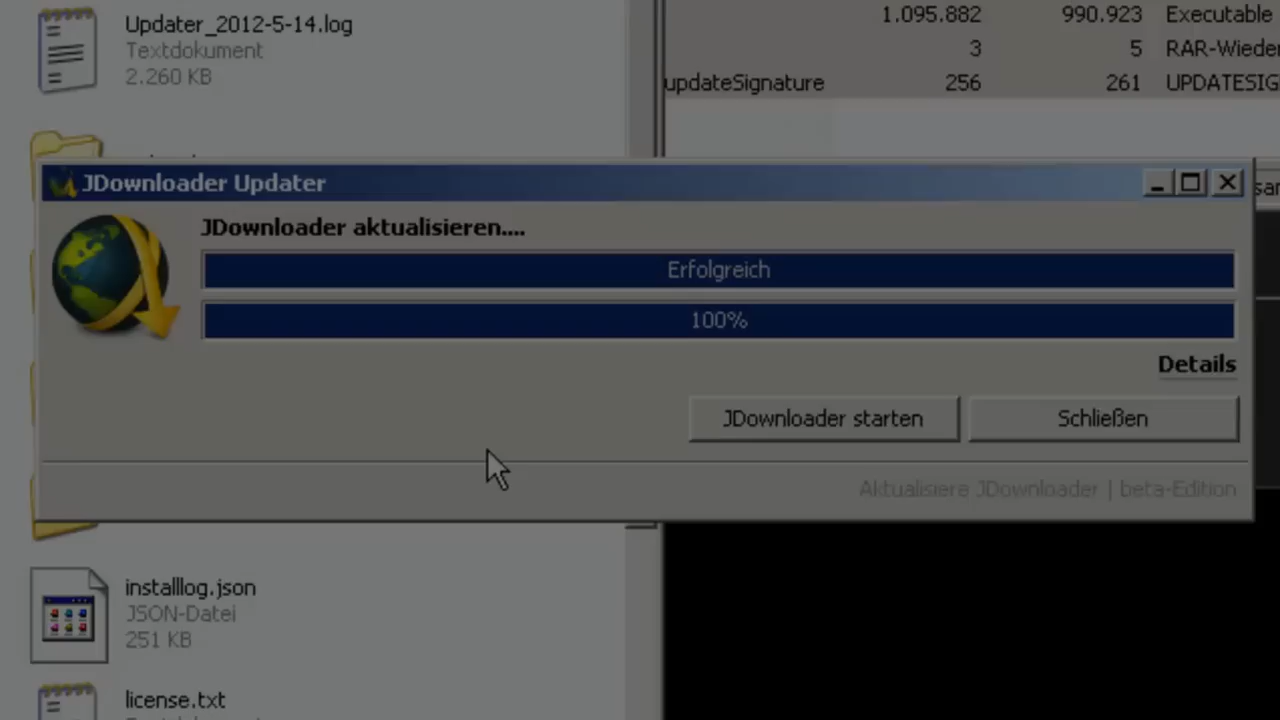 Updater_2012-5-14.log
Textdokument
2.260 KB
1.095.882 990.923 Executable
3 5 RAR-Wieder
updateSignature 256 261 UPDATESIG
JDownloader Updater
JDownloader aktualisieren....
Erfolgreich
100%
Details
JDownloader starten Schließen
Aktualisiere JDownloader | beta-Edition
installlog.json
JSON-Datei
251 KB
license.txt